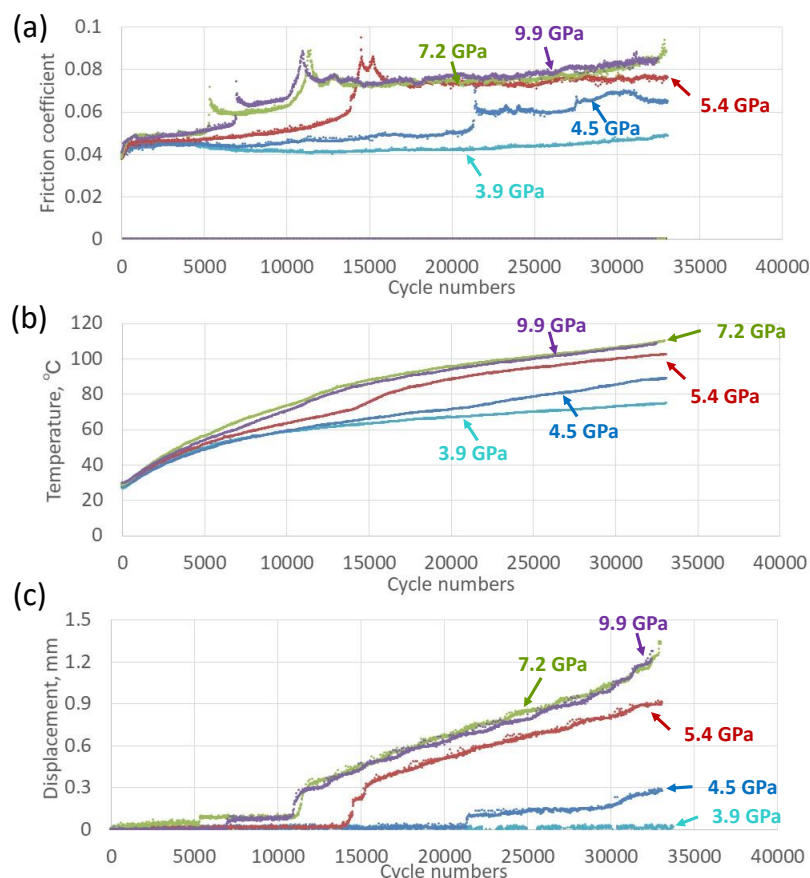 (a)
0.1
0.08
0.06
0.04
0.02
0
Friction coefficient
7.2 GPa
9.9 GPa
5.4 GPa
4.5 GPa
3.9 GPa
0 5000 10000 15000 20000 25000 30000 35000 40000
Cycle numbers
(b)
120
100
80
60
40
20
0
Temperature, °C
9.9 GPa
7.2 GPa
5.4 GPa
4.5 GPa
3.9 GPa
0 5000 10000 15000 20000 25000 30000 35000 40000
Cycle numbers
(c)
1.5
1.2
0.9
0.6
0.3
0
Displacement, mm
9.9 GPa
7.2 GPa
5.4 GPa
4.5 GPa
3.9 GPa
0 5000 10000 15000 20000 25000 30000 35000 40000
Cycle numbers